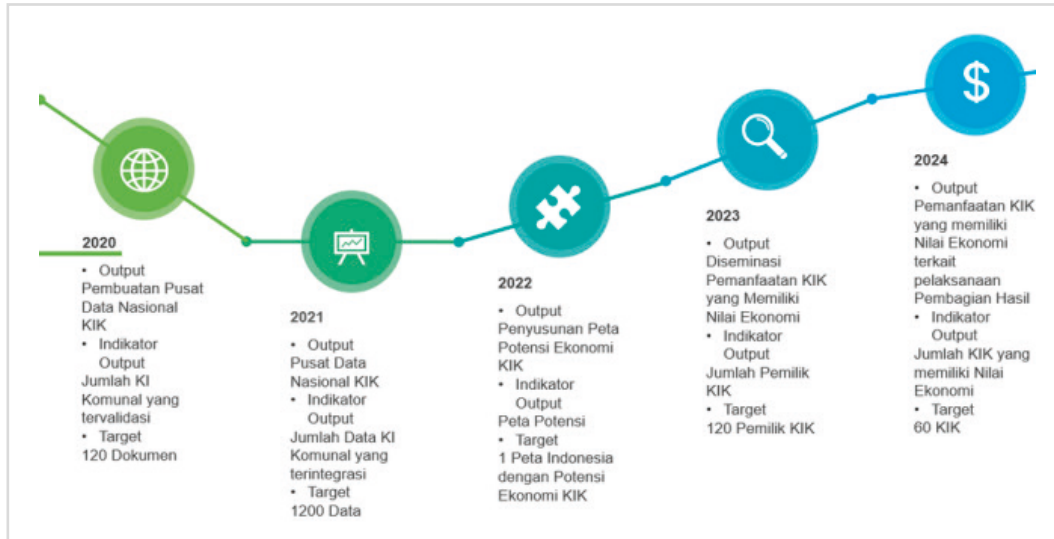 2020
• Output
Pembuatan Pusat
Data Nasional
KIK
• Indikator
Output
Jumlah KI
Komunal yang
tervalidasi
• Target
120 Dokumen
2021
• Output
Pusat Data
Nasional KIK
• Indikator
Output
Jumlah Data KI
Komunal yang
terintegrasi
• Target
1200 Data
2022
• Output
Penyusunan Peta
Potensi Ekonomi
KIK
• Indikator
Output
Peta Potensi
• Target
1 Peta Indonesia
dengan Potensi
Ekonomi KIK
2023
• Output
Diseminasi
Pemanfaatan KIK
yang Memiliki
Nilai Ekonomi
• Indikator
Output
Jumlah Pemilik
KIK
• Target
120 Pemilik KIK
$
2024
• Output
Pemanfaatan KIK
yang memiliki
Nilai Ekonomi
terkait
pelaksanaan
Pembagian Hasil
• Indikator
Output
Jumlah KIK yang
memiliki Nilai
Ekonomi
• Target
60 KIK